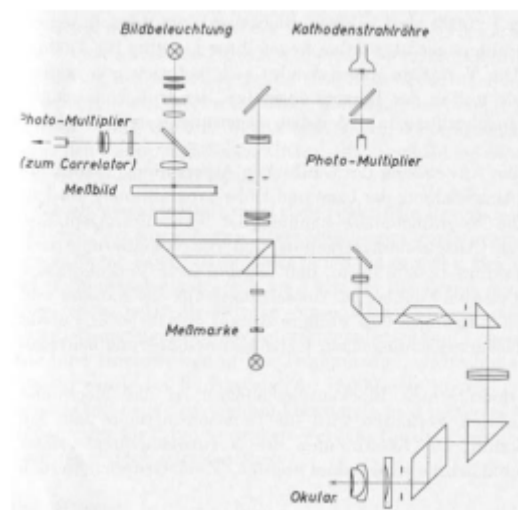 Bildbeleuchtung
Kathodenstrahlröhre
Photo-Multiplier
(zum Correlator)
Photo-Multiplier
Meßbild
Meßmarke
Okular